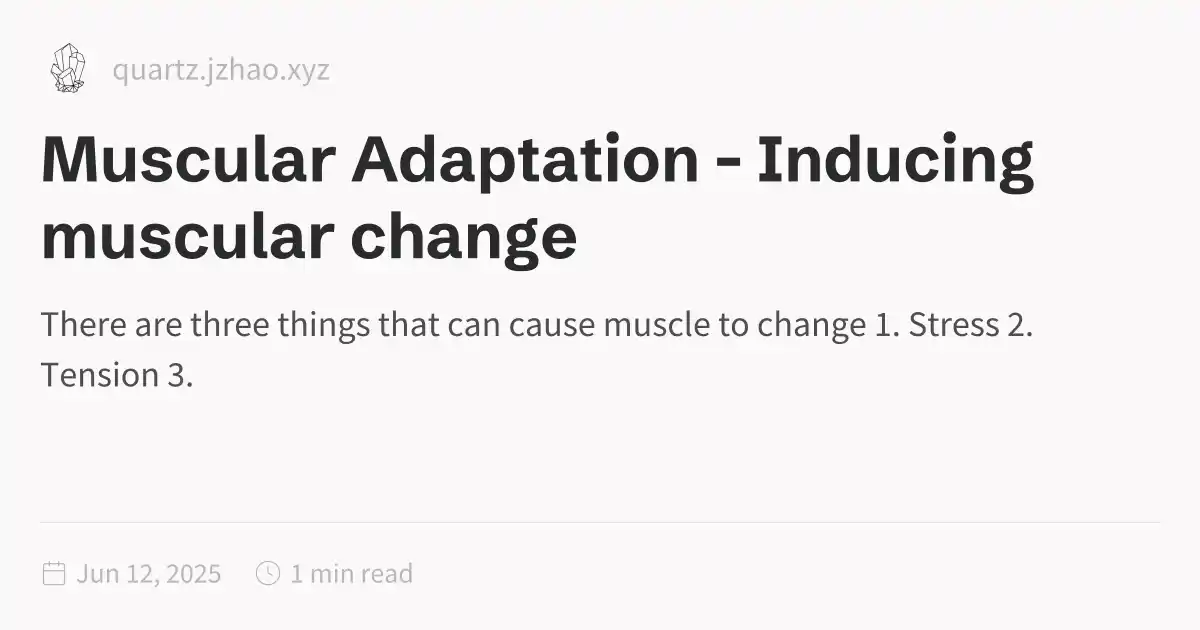 quartz.jzhao.xyz
Muscular Adaptation - Inducing
muscular change
There are three things that can cause muscle to change 1. Stress 2.
Tension 3.
Jun 12, 2025 1 min read